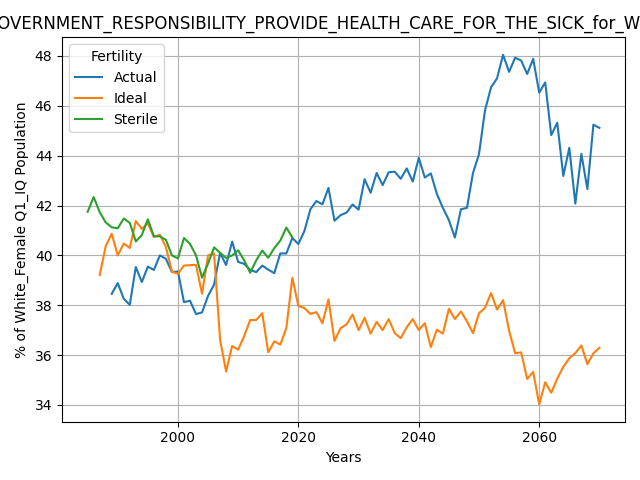 OVERNMENT_RESPONSIBILITY_PROVIDE_HEALTH_CARE_FOR_THE_SICK_for_W
Fertility
Actual
Ideal
Sterile
% of White_Female Q1_IQ Population
48
46
44
42
40
38
36
34
2000
2020
2040
2060
Years